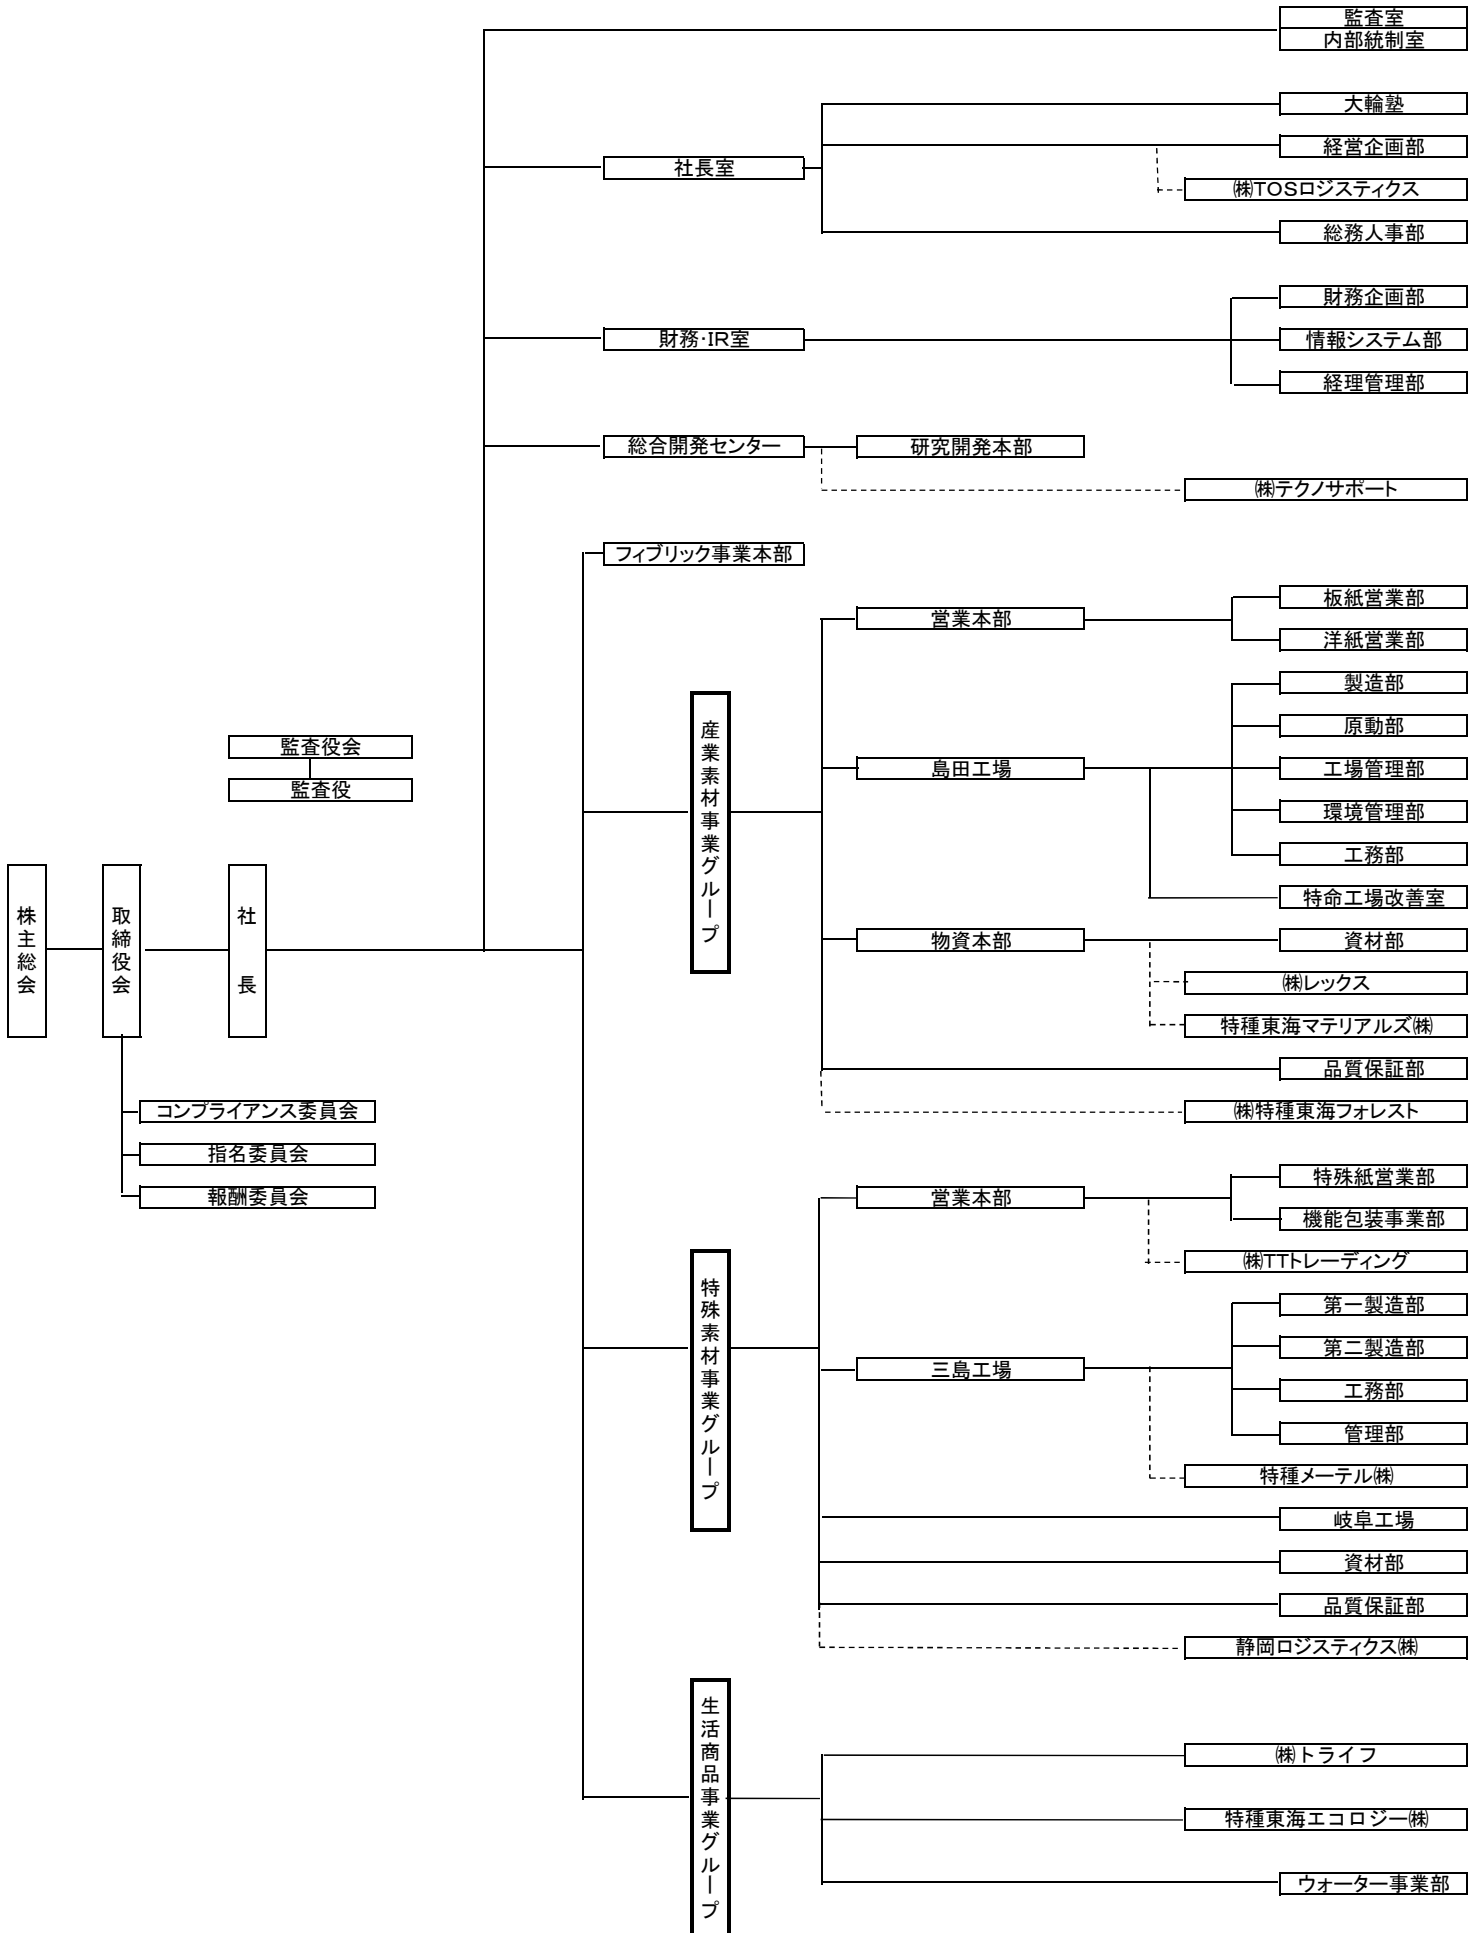 監査室
内部統制室
大輪塾
経営企画部
社長室
㈱TOSロジスティクス
総務人事部
財務企画部
財務･IR室
情報システム部
経理管理部
総合開発センター
研究開発本部
㈱テクノサポート
フィブリック事業本部
板紙営業部
営業本部
洋紙営業部
製造部
産業素材事業グループ
原動部
監査役会
島田工場
工場管理部
監査役
環境管理部
工務部
特命工場改善室
株主総会
取締役会
社長
物資本部
資材部
㈱レックス
特種東海マテリアルズ㈱
品質保証部
コンプライアンス委員会
㈱特種東海フォレスト
指名委員会
特殊紙営業部
報酬委員会
営業本部
機能包装事業部
㈱TTトレーディング
特殊素材事業グループ
第一製造部
第二製造部
三島工場
工務部
管理部
特種メーテル㈱
岐阜工場
資材部
品質保証部
静岡ロジスティクス㈱
生活商品事業グループ
㈱トライフ
特種東海エコロジー㈱
ウォーター事業部